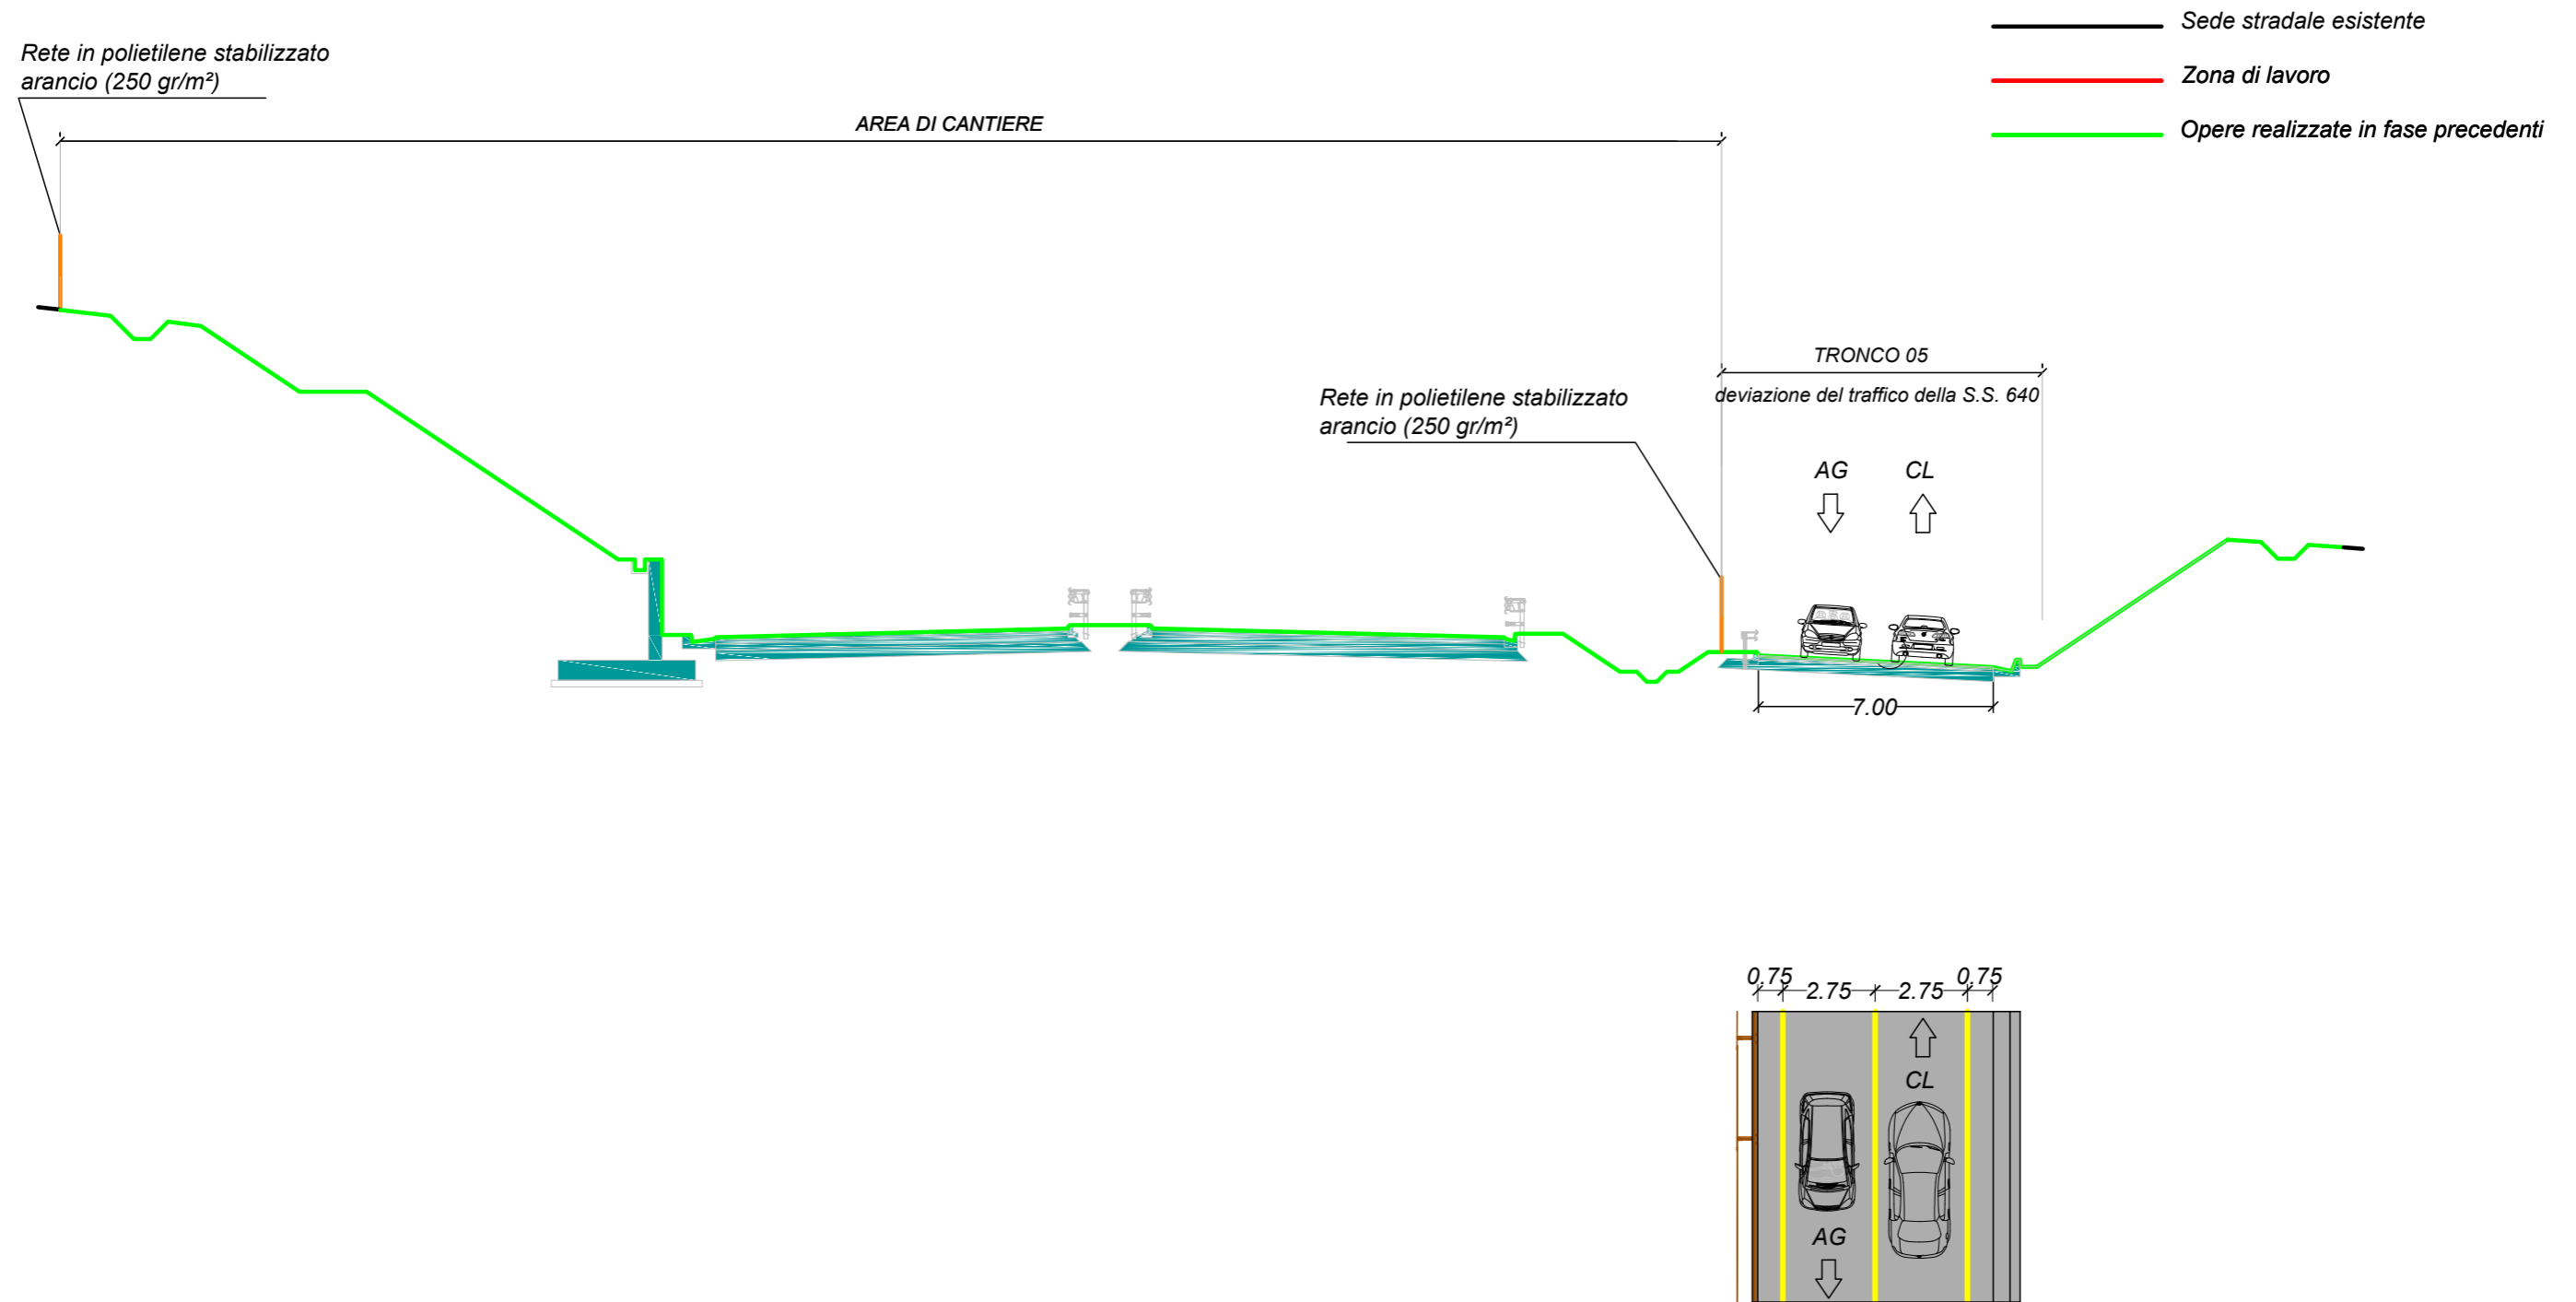 Sede stradale esistente
Rete in polietilene stabilizzato
arancio (250 gr/m²)
Zona di lavoro
AREA DI CANTIERE
Opere realizzate in fase precedenti
TRONCO 05
deviazione del traffico della S.S. 640
Rete in polietilene stabilizzato
arancio (250 gr/m²)
AG CL
7.00
0.75 2.75 2.75 0.75
CL
AG